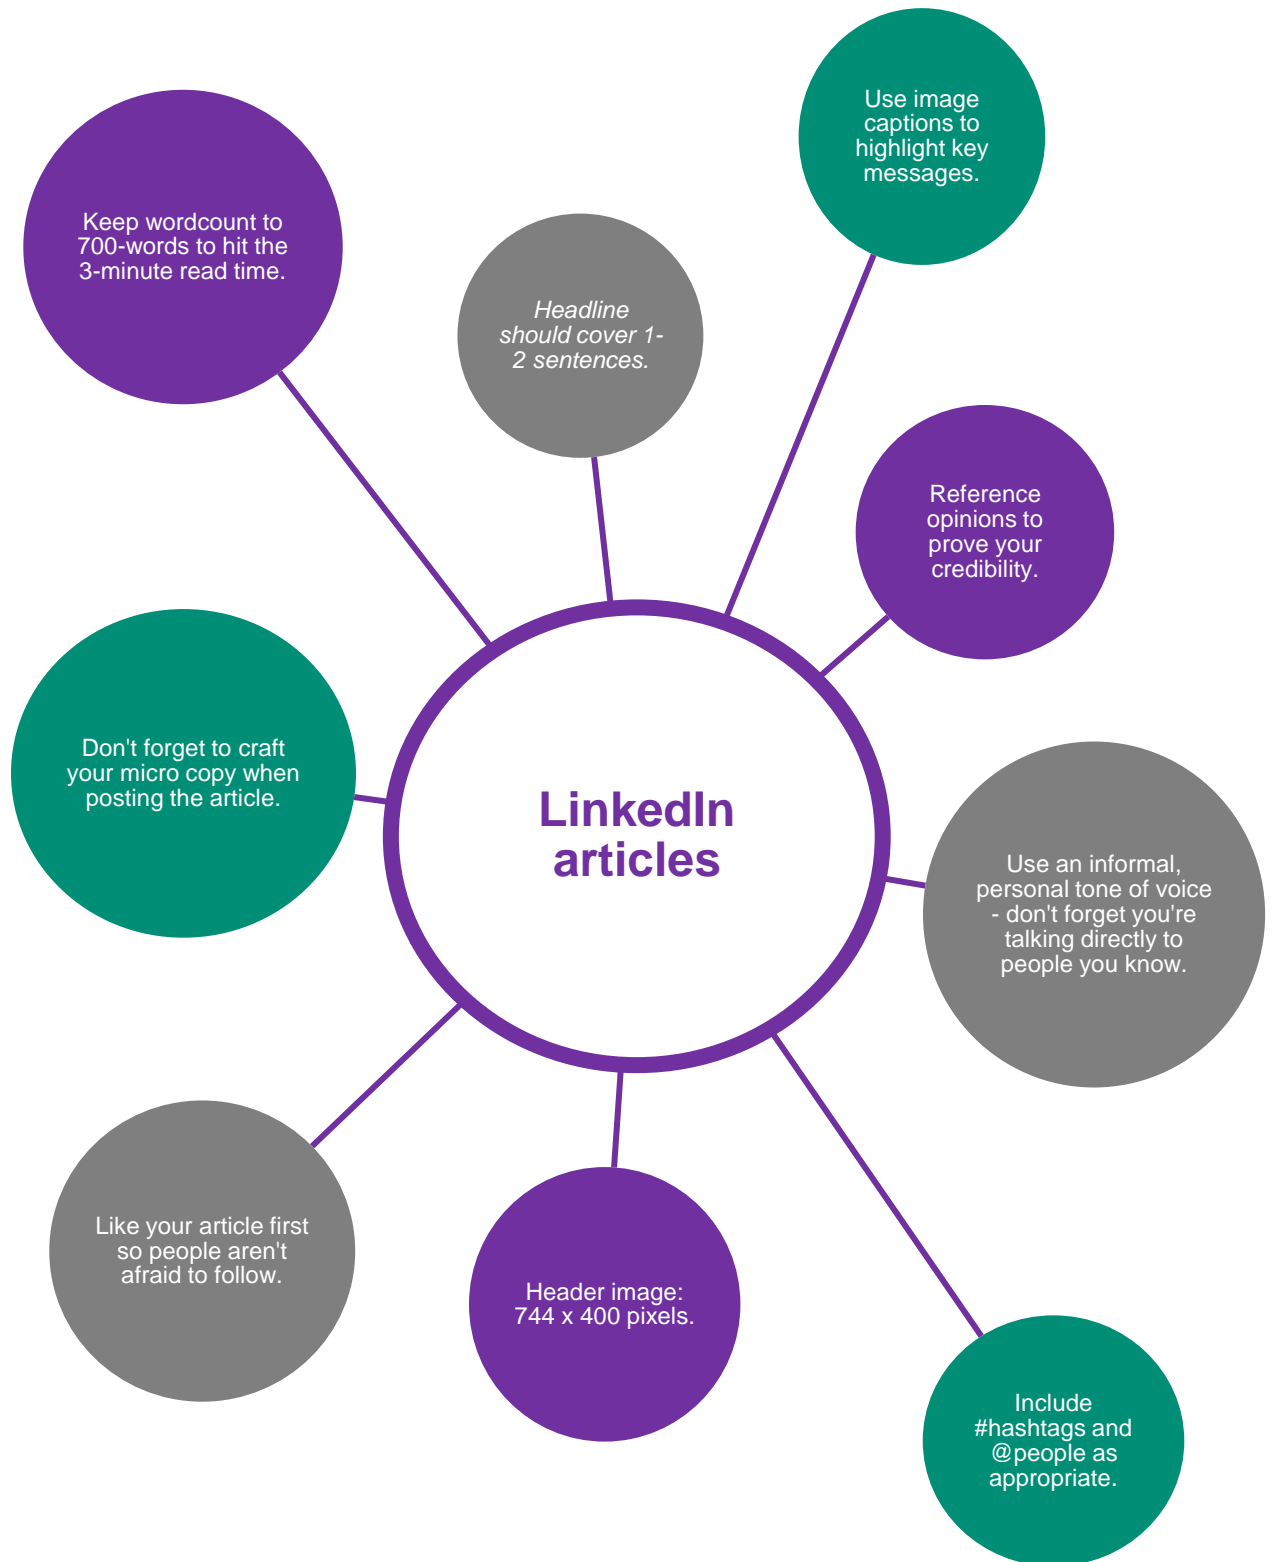 Use image
captions to
highlight key
messages.
Keep wordcount to
700-words to hit the
3-minute read time.
Headline
should cover 1-
2 sentences.
Reference
opinions to
prove your
credibility.
Don't forget to craft
your micro copy when
posting the article.
LinkedIn
articles
Use an informal,
personal tone of voice
- don't forget you're
talking directly to
people you know.
Like your article first
so people aren't
afraid to follow.
Header image:
744 x 400 pixels.
Include
#hashtags and
@people as
appropriate.